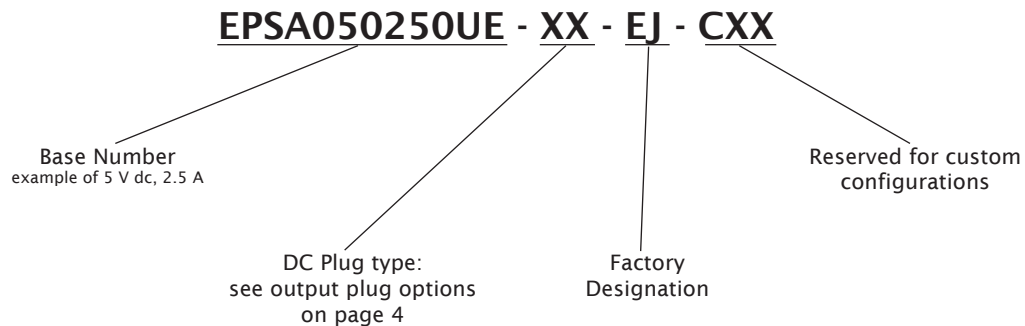 EPSA050250UE - XX - EJ - CXX
Base Number
example of 5 V dc, 2.5 A
Reserved for custom
configurations
DC Plug type:
see output plug options
on page 4
Factory
Designation